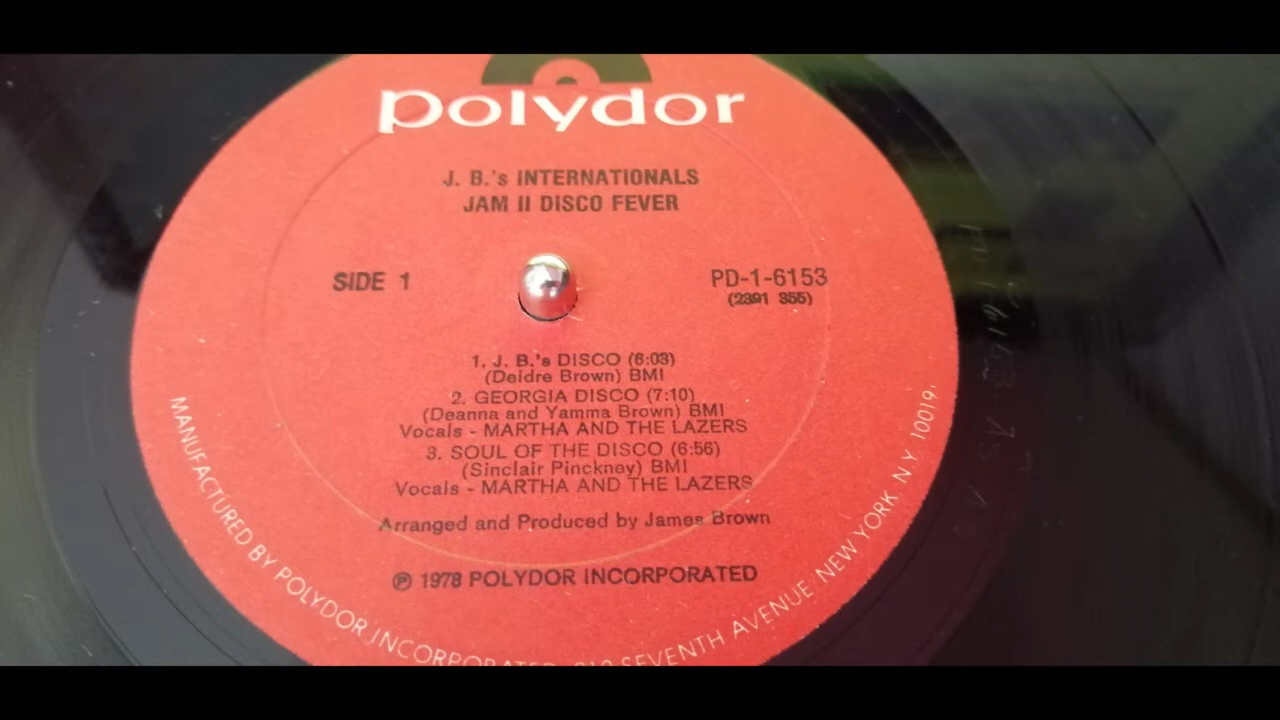 polydor
J. B.'s INTERNATIONALS
JAM II DISCO FEVER
SIDE 1
PD-1-6153
(2391 355)
1. J. B.'s DISCO (6:03)
(Deidre Brown) BMI
2. GEORGIA DISCO (7:10)
(Deanna and Yamma Brown) BMI
Vocals - MARTHA AND THE LAZERS
3. SOUL OF THE DISCO (6:56)
(Sinclair Pinckney) BMI
Vocals - MARTHA AND THE LAZERS
Arranged and Produced by James Brown
℗ 1978 POLYDOR INCORPORATED
MANUFACTURED BY POLYDOR INCORPORATED SEVENTH AVENUE NEW YORK N Y 10019.